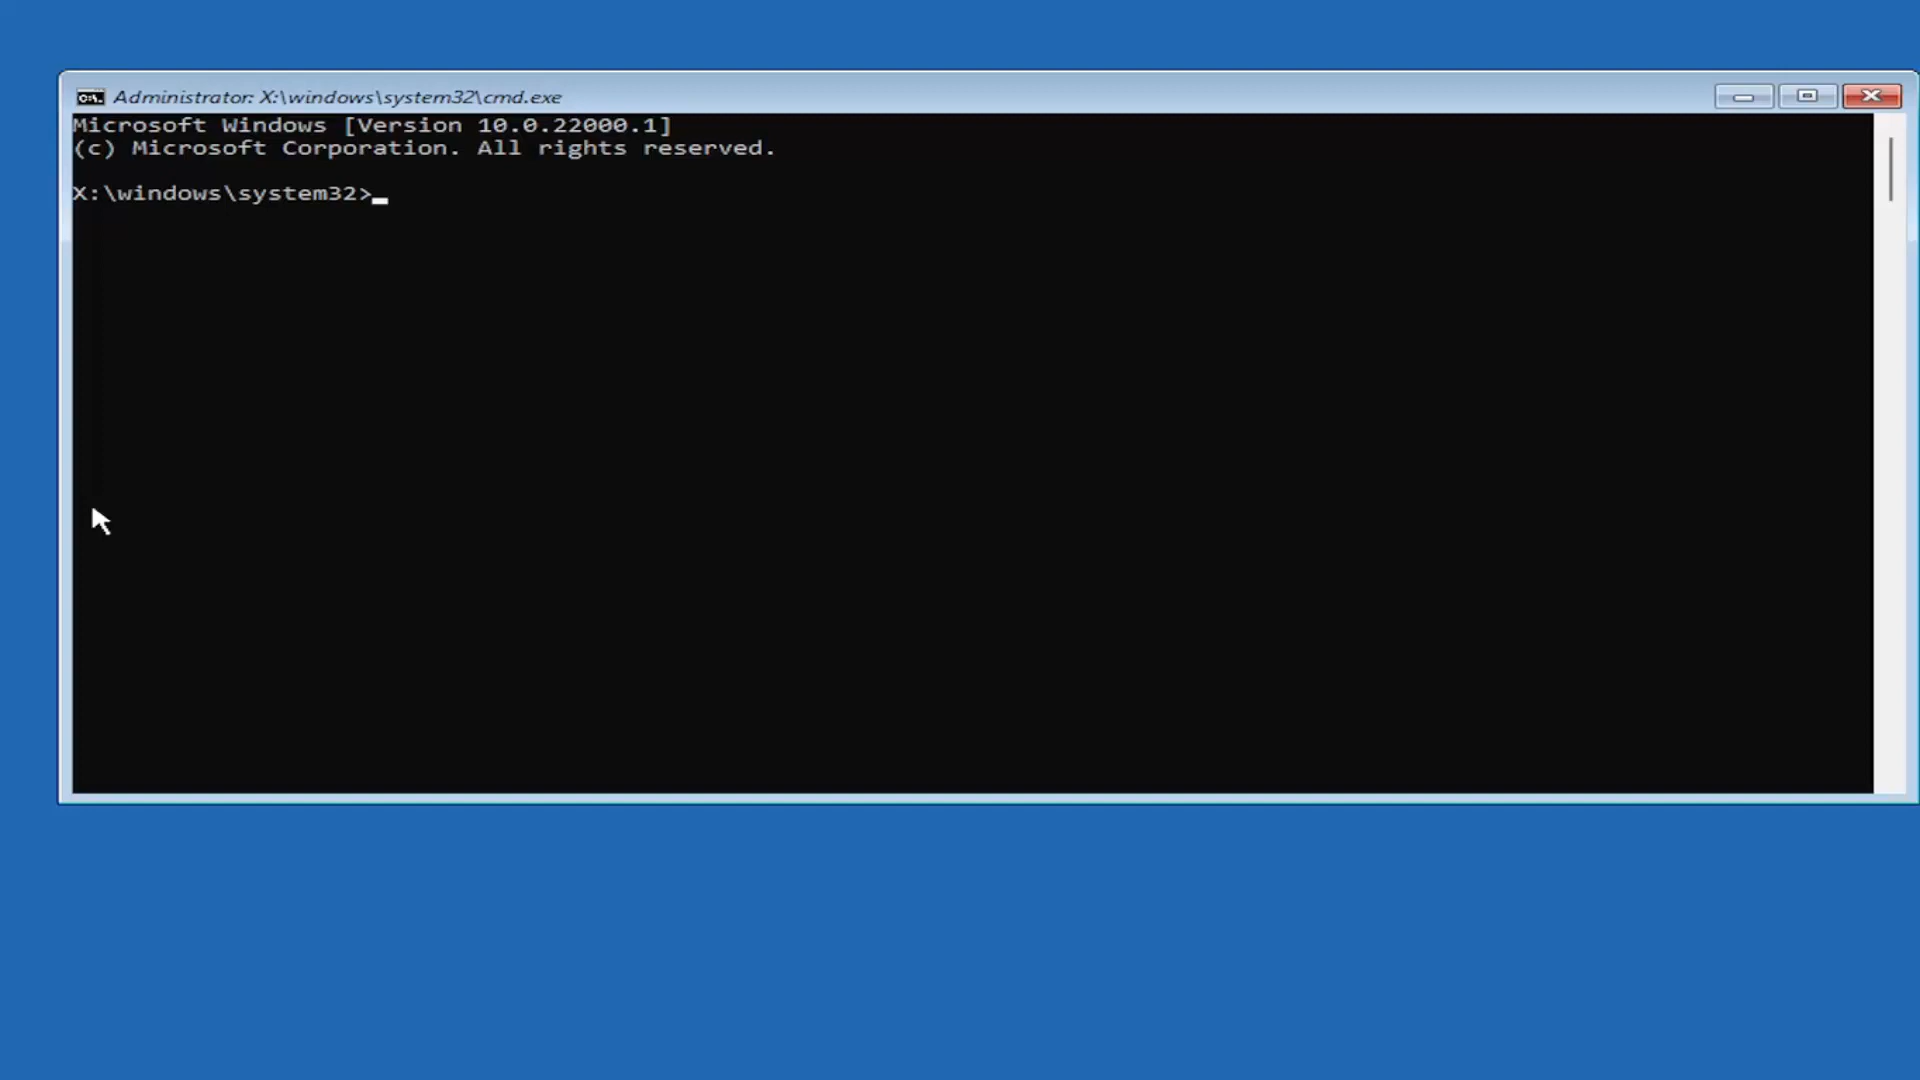 Administrator: X:\windows\system32\cmd.exe
Microsoft Windows [Version 10.0.22000.1]
(c) Microsoft Corporation. All rights reserved.
X:\windows\system32>